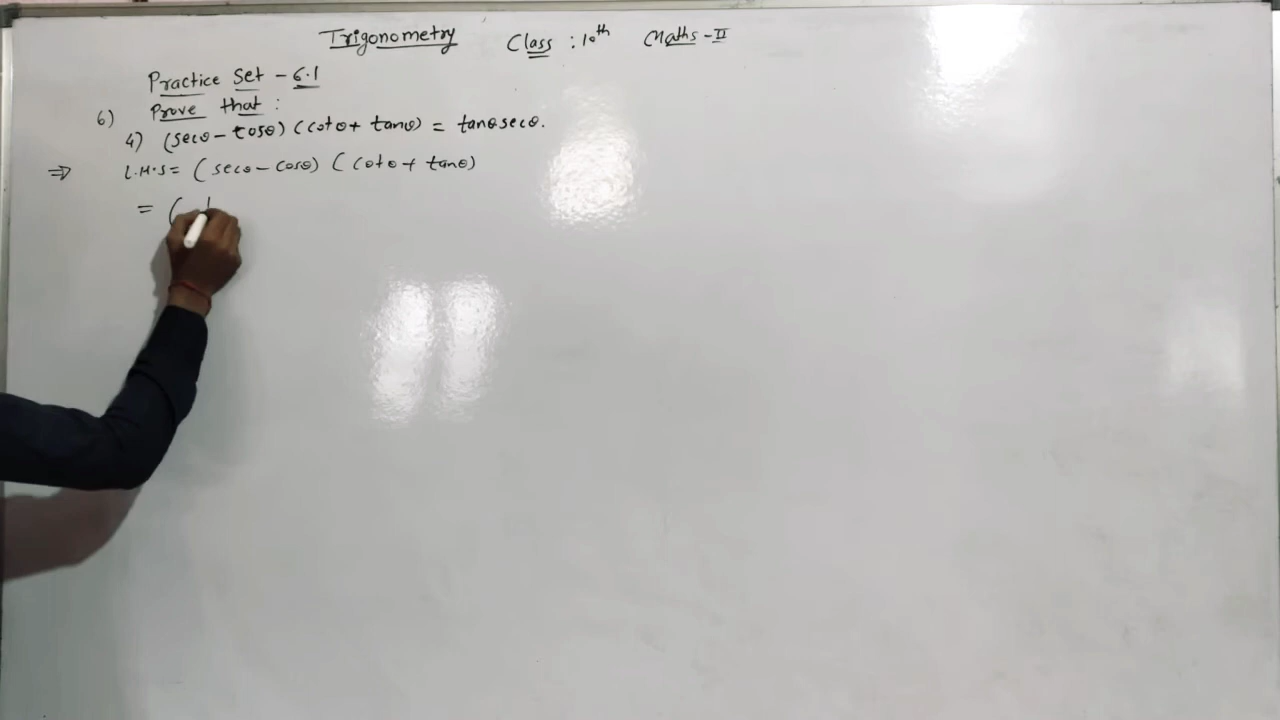 Trigonometry Class : 10th Maths-II
Practice Set - 6.1
6) Prove that :
4) (secθ - cosθ) (cotθ + tanθ) = tanθ secθ.
⇒ L.H.S = (secθ - cosθ) (cotθ + tanθ)
= ( 1